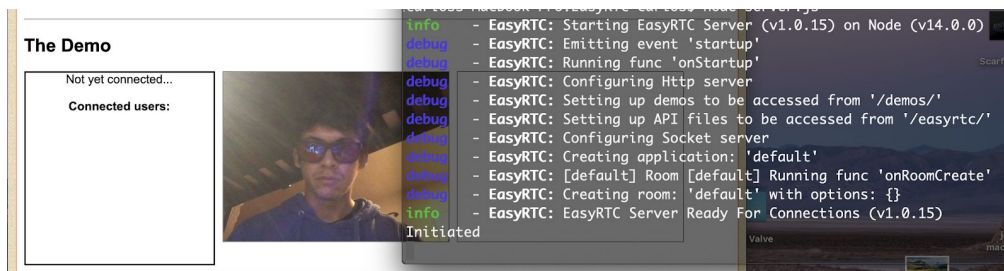 The Demo
Not yet connected...
Connected users:
info - EasyRTC: Starting EasyRTC Server (v1.0.15) on Node (v14.0.0)
debug - EasyRTC: Emitting event 'startup'
debug - EasyRTC: Running func 'onStartup'
debug - EasyRTC: Configuring Http server
debug - EasyRTC: Setting up demos to be accessed from '/demos/'
debug - EasyRTC: Setting up API files to be accessed from '/easyrtc/'
debug - EasyRTC: Configuring Socket server
debug - EasyRTC: Creating application: 'default'
debug - EasyRTC: [default] Room [default] Running func 'onRoomCreate'
debug - EasyRTC: Creating room: 'default' with options: {}
info - EasyRTC: EasyRTC Server Ready For Connections (v1.0.15)
Initiated
Valve